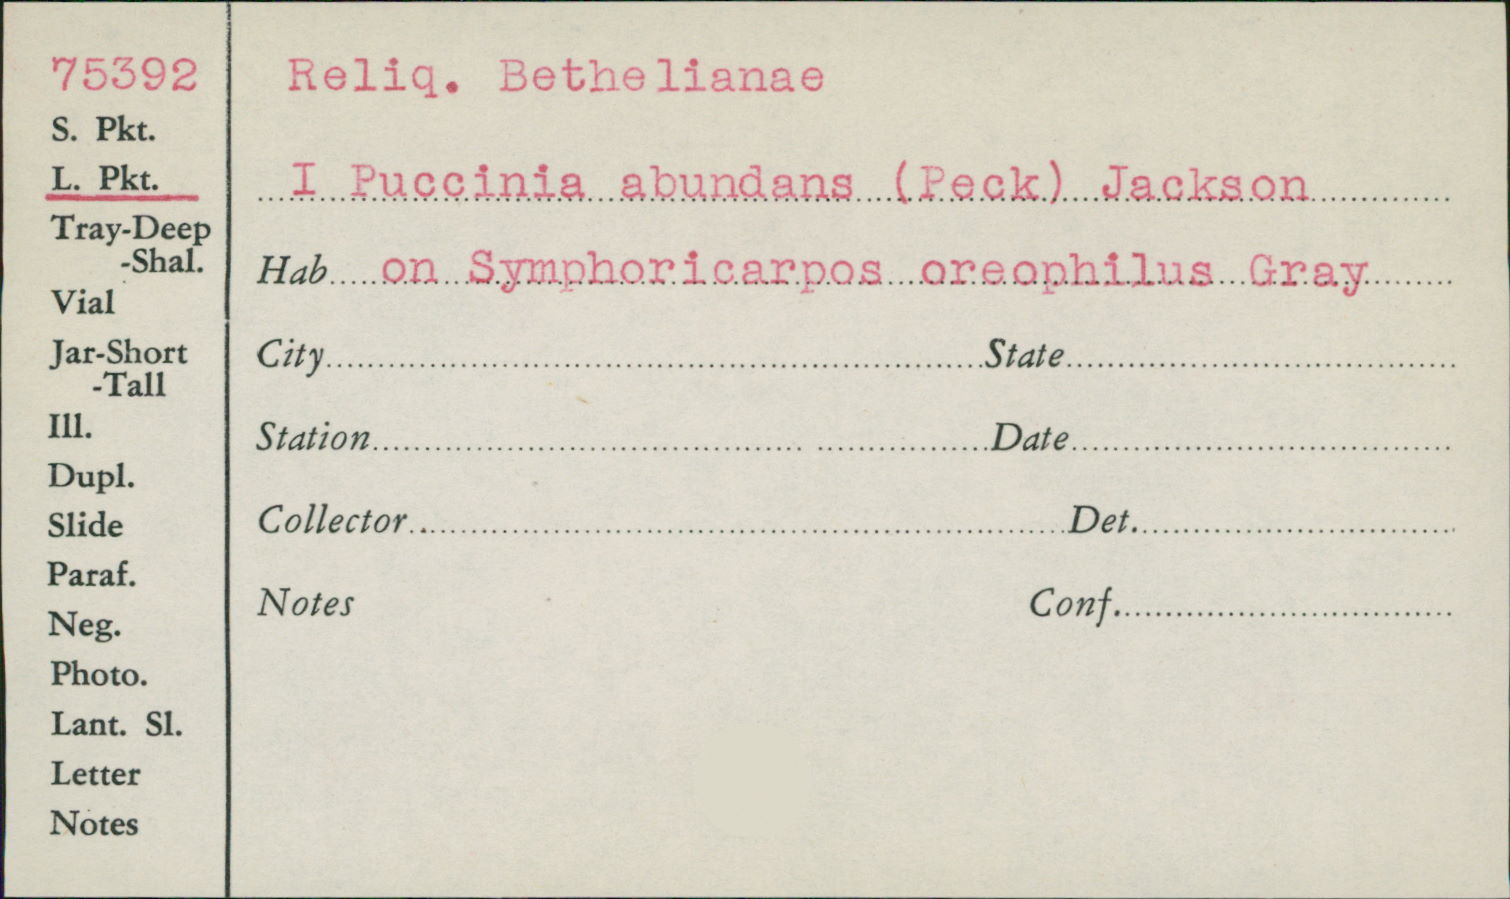 75392
S. Pkt.
L. Pkt.
Tray-Deep
-Shal.
Vial
Jar-Short
-Tall
Ill.
Dupl.
Slide
Paraf.
Neg.
Photo.
Lant. Sl.
Letter
Notes
Reliq. Bethelianae
I Puccinia abundans (Peck) Jackson
Hab on Symphoricarpos oreophilus Gray
City State
Station Date
Collector Det.
Notes Conf.